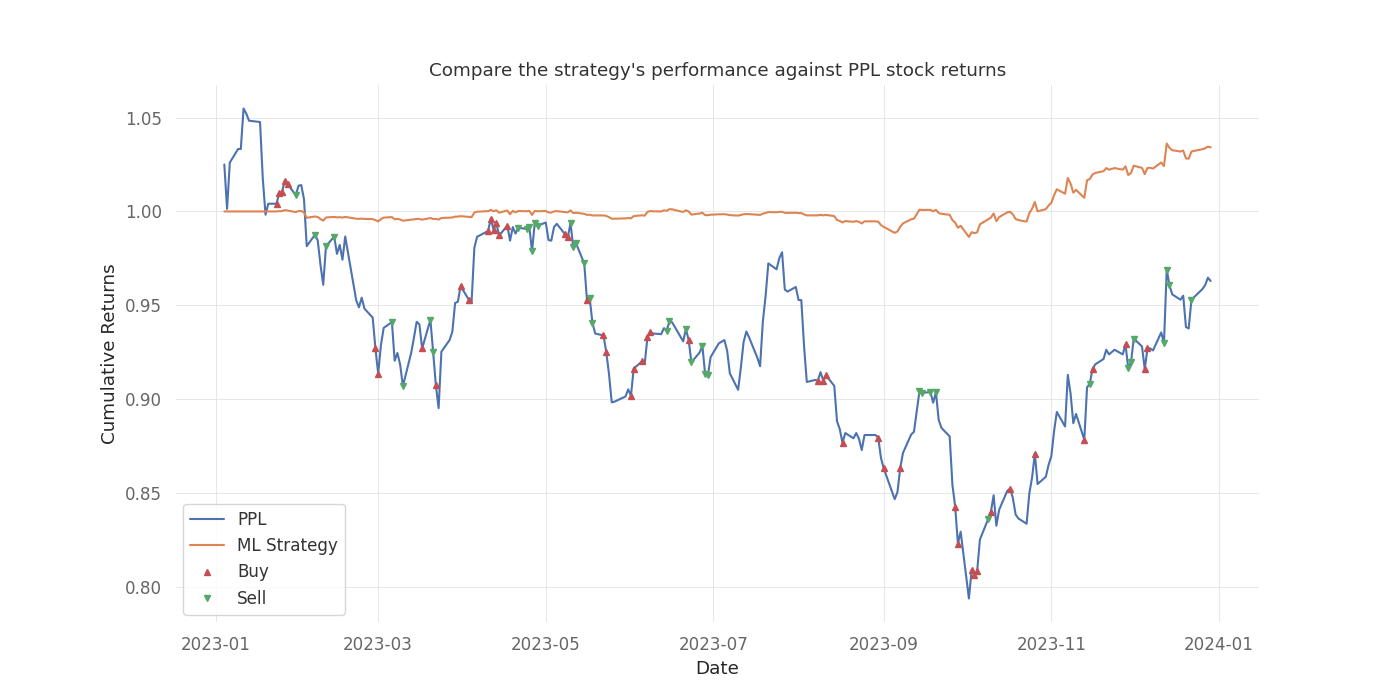 Compare the strategy's performance against PPL stock returns
1.05
1.00
0.95
0.90
0.85
0.80
Cumulative Returns
PPL
ML Strategy
Buy
Sell
2023-01 2023-03 2023-05 2023-07 2023-09 2023-11 2024-01
Date